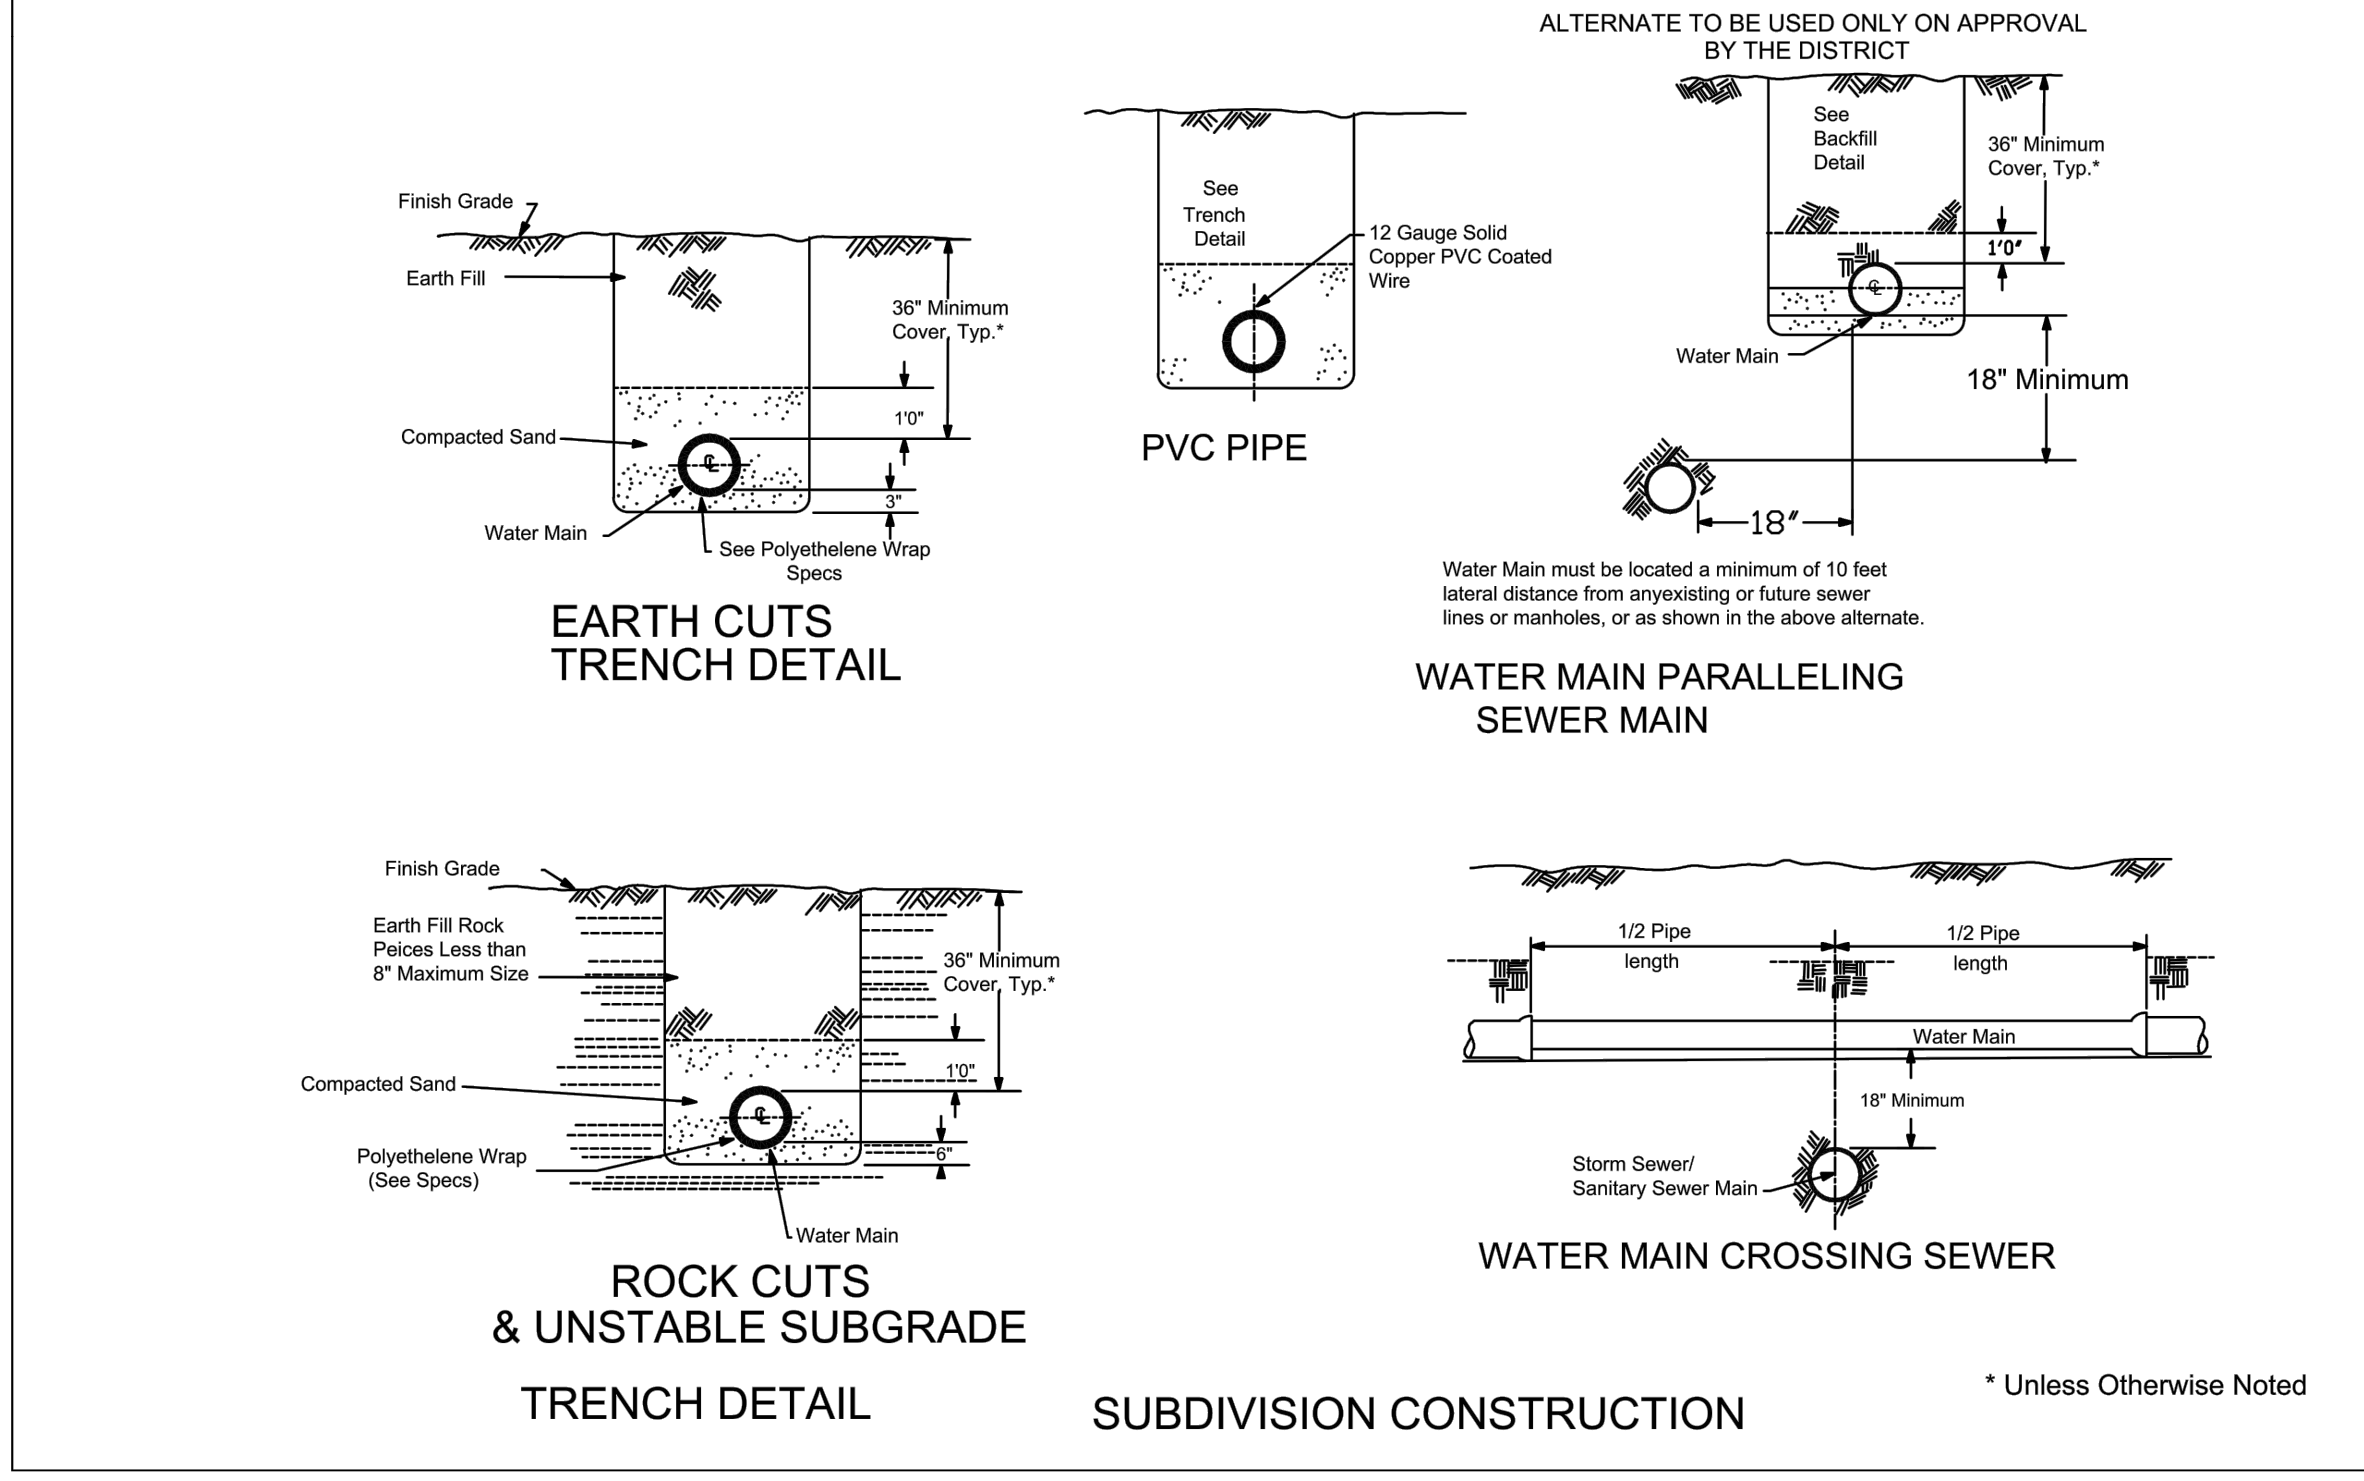 ALTERNATE TO BE USED ONLY ON APPROVAL
BY THE DISTRICT
Finish Grade
Earth Fill
36" Minimum
Cover, Typ.*
1'0"
Compacted Sand
℄
3"
Water Main
See Polyethelene Wrap
Specs
EARTH CUTS
TRENCH DETAIL
See
Trench
Detail
12 Gauge Solid
Copper PVC Coated
Wire
PVC PIPE
See
Backfill
Detail
36" Minimum
Cover, Typ.*
1'0"
℄
Water Main
18" Minimum
18"
Water Main must be located a minimum of 10 feet
lateral distance from anyexisting or future sewer
lines or manholes, or as shown in the above alternate.
WATER MAIN PARALLELING
SEWER MAIN
Finish Grade
Earth Fill Rock
Peices Less than
8" Maximum Size
36" Minimum
Cover, Typ.*
1'0"
Compacted Sand
℄
6"
Polyethelene Wrap
(See Specs)
Water Main
ROCK CUTS
& UNSTABLE SUBGRADE
TRENCH DETAIL
1/2 Pipe
length
1/2 Pipe
length
Water Main
18" Minimum
Storm Sewer/
Sanitary Sewer Main
WATER MAIN CROSSING SEWER
* Unless Otherwise Noted
SUBDIVISION CONSTRUCTION